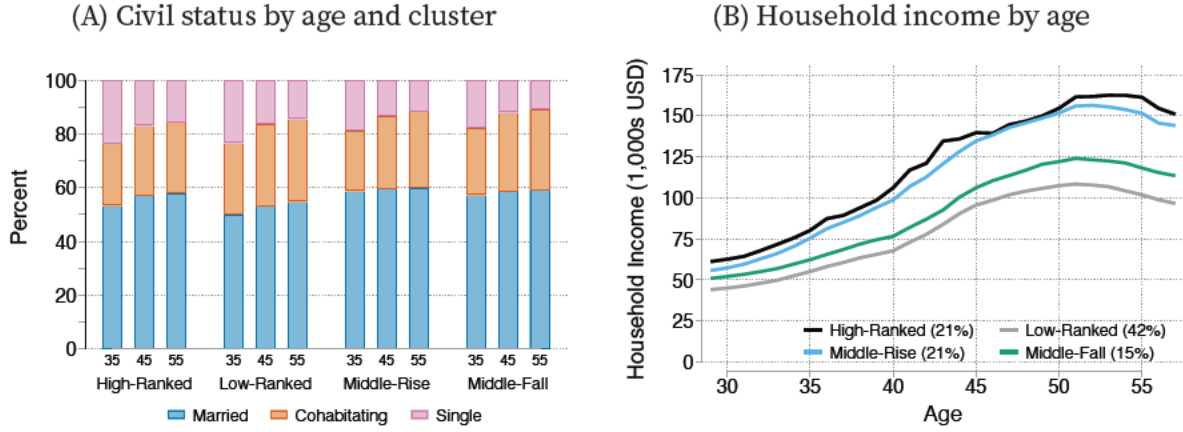 (A) Civil status by age and cluster
Percent
100
80
60
40
20
0
35 45 55 35 45 55 35 45 55 35 45 55
High-Ranked Low-Ranked Middle-Rise Middle-Fall
Married Cohabitating Single
(B) Household income by age
Household Income (1,000s USD)
175
150
125
100
75
50
25
0
High-Ranked (21%) Low-Ranked (42%)
Middle-Rise (21%) Middle-Fall (15%)
30 35 40 45 50 55
Age